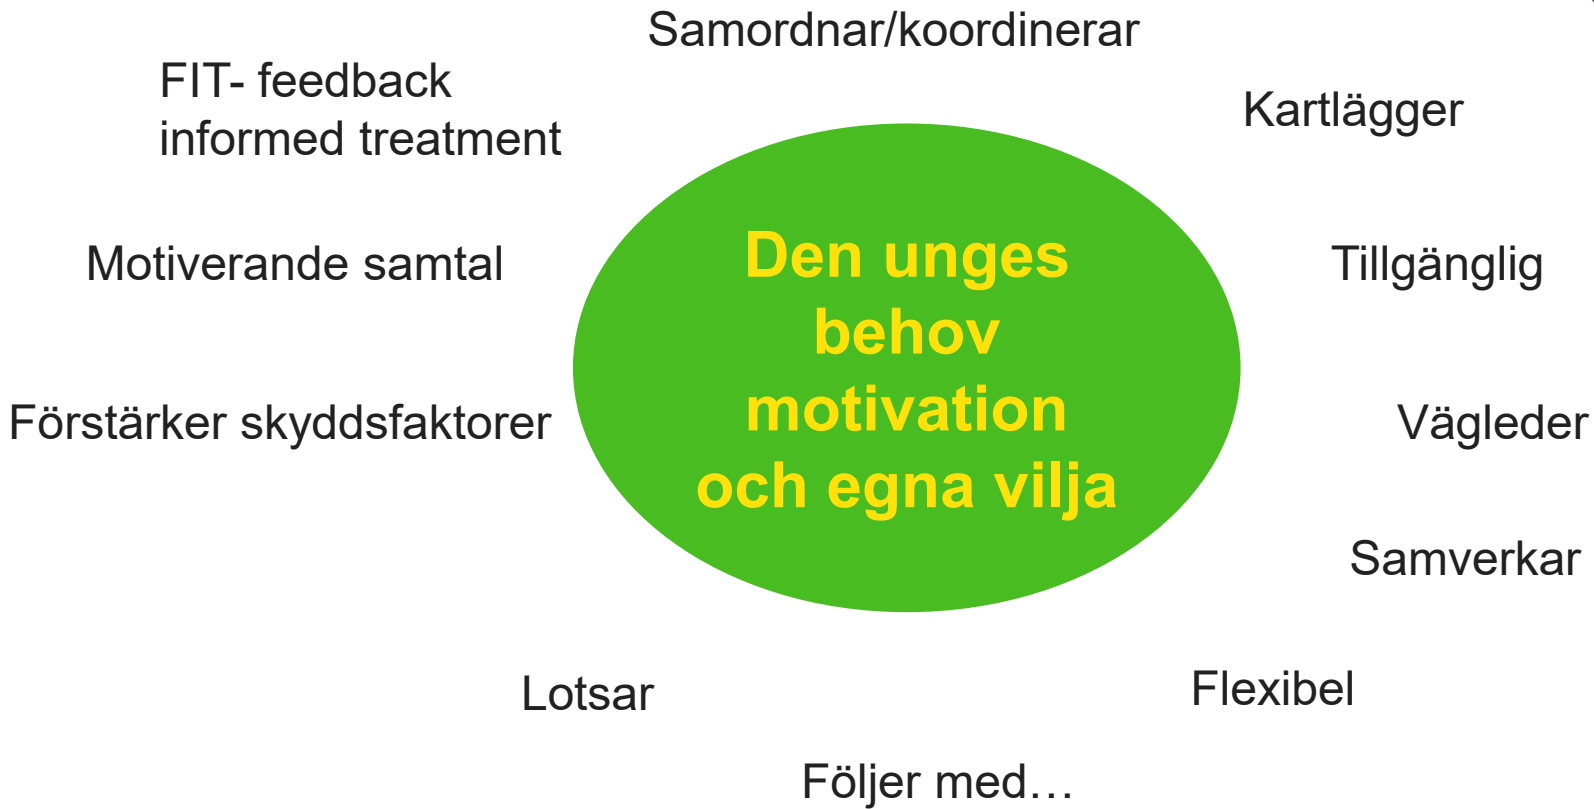 Samordnar/koordinerar
FIT- feedback
informed treatment
Kartlägger
Motiverande samtal
Tillgänglig
Den unges
behov
motivation
och egna vilja
Förstärker skyddsfaktorer
Vägleder
Samverkar
Lotsar
Flexibel
Följer med…